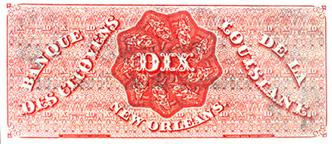 BANQUE
DES CITOYENS
DIX
DE LA
LOUISIANE.
NEW ORLEANS.